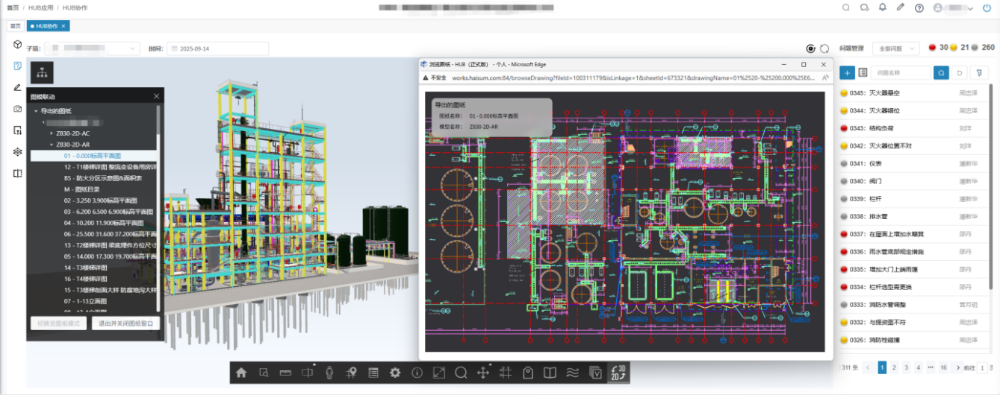 首页 / HUB应用 / HUB协作
首页
HUB协作 ×
子项:
时间: 2025-09-14
图模联动
导出的图纸
Z830-2D-AC
Z830-2D-AR
01 - 0.000标高平面图
12 - T1楼梯详图 整流变设备用房详
B5 - 防火分区示意图&面积表
M - 图纸目录
02 - 3.250 3.900标高平面图
03 - 6.200 6.500 6.900标高平面图
04 - 10.200 11.900标高平面图
06 - 25.500 31.600 37.200标高平面
13 - T2楼梯详图 梁底埋件方位尺寸
05 - 14.000 17.300 19.700标高平面
14 - T3楼梯详图
16 - T4楼梯详图
15 - T3楼梯剖面大样 防腐地沟大样
07 - 1-13立面图
切换至图纸模式
退出并关闭图纸窗口
浏览图纸 - HUB（正式版） - 个人 - Microsoft Edge
不安全 works.haisum.com:84/browseDrawing?fileId=100311179&isLinkage=1&sheetId=673321&drawingName=01%2520-%25200.000%25E6...
导出的图纸
图纸名称: 01 - 0.000标高平面图
模型名称: Z830-2D-AR
3D
2D
问题管理
全部问题
30
21
260
问题名称
0345: 灭火器悬空 周忠泽
0344: 灭火器错位 周忠泽
0343: 结构负荷 刘洋
0342: 灭火器位置不对 刘洋
0341: 仪表 潘新华
0340: 阀门 潘新华
0339: 栏杆 潘新华
0338: 排水管 潘新华
0337: 在屋面上增加水簸箕 邵丹
0336: 雨水管底部规定措施 邵丹
0335: 增加大门上端雨篷 邵丹
0334: 栏杆选型需更换 邵丹
0333: 消防水管调整 管月玥
0332: 与提资图不符 周忠泽
0326: 消防栓碰撞 周忠泽
311 条 1 2 3 4 ··· 16 前往 1